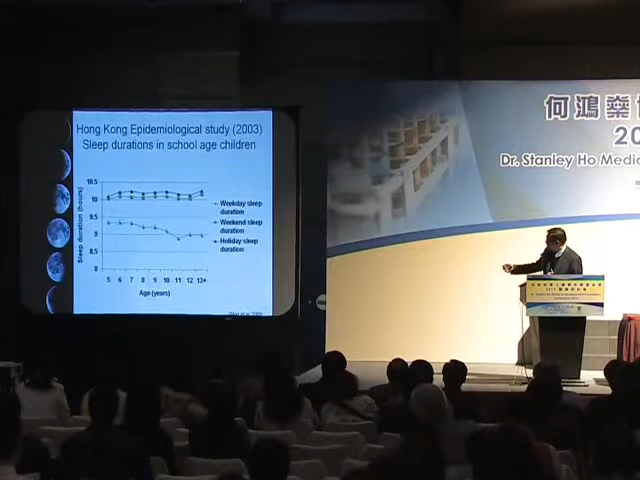 Hong Kong Epidemiological study (2003)
Sleep durations in school age children
10.5
10
9.5
9
8.5
8
Sleep duration (hours)
5 6 7 8 9 10 11 12 13+
Age (years)
Weekday sleep
duration
Weekend sleep
duration
Holiday sleep
duration
何鴻燊
20
Dr. Stanley Ho Medic